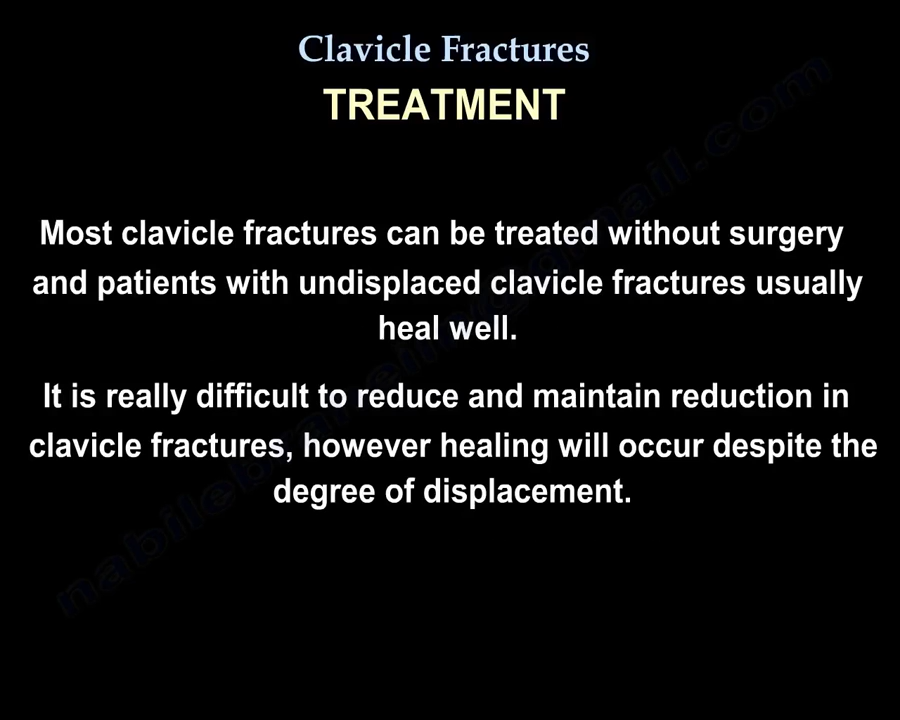 Clavicle Fractures
TREATMENT
Most clavicle fractures can be treated without surgery
and patients with undisplaced clavicle fractures usually
heal well.
It is really difficult to reduce and maintain reduction in
clavicle fractures, however healing will occur despite the
degree of displacement.